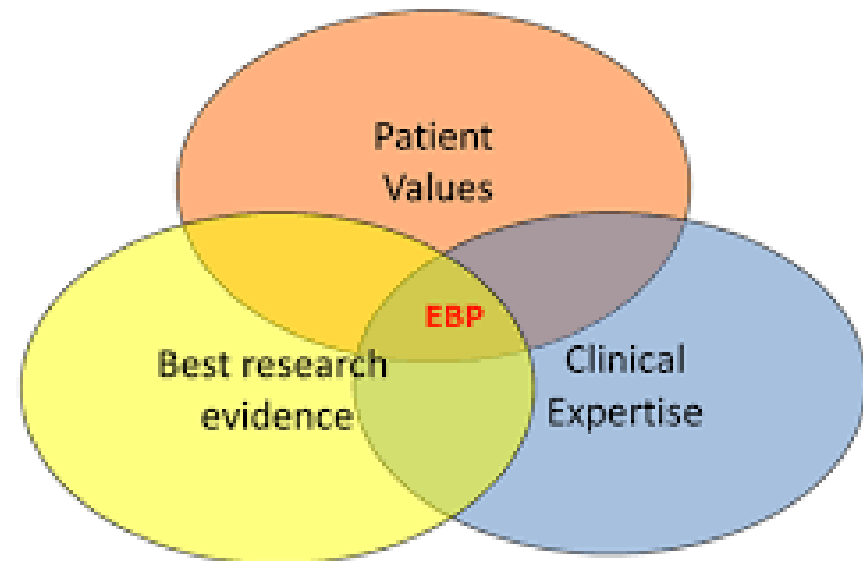 Patient
Values
EBP
Best research
evidence
Clinical
Expertise